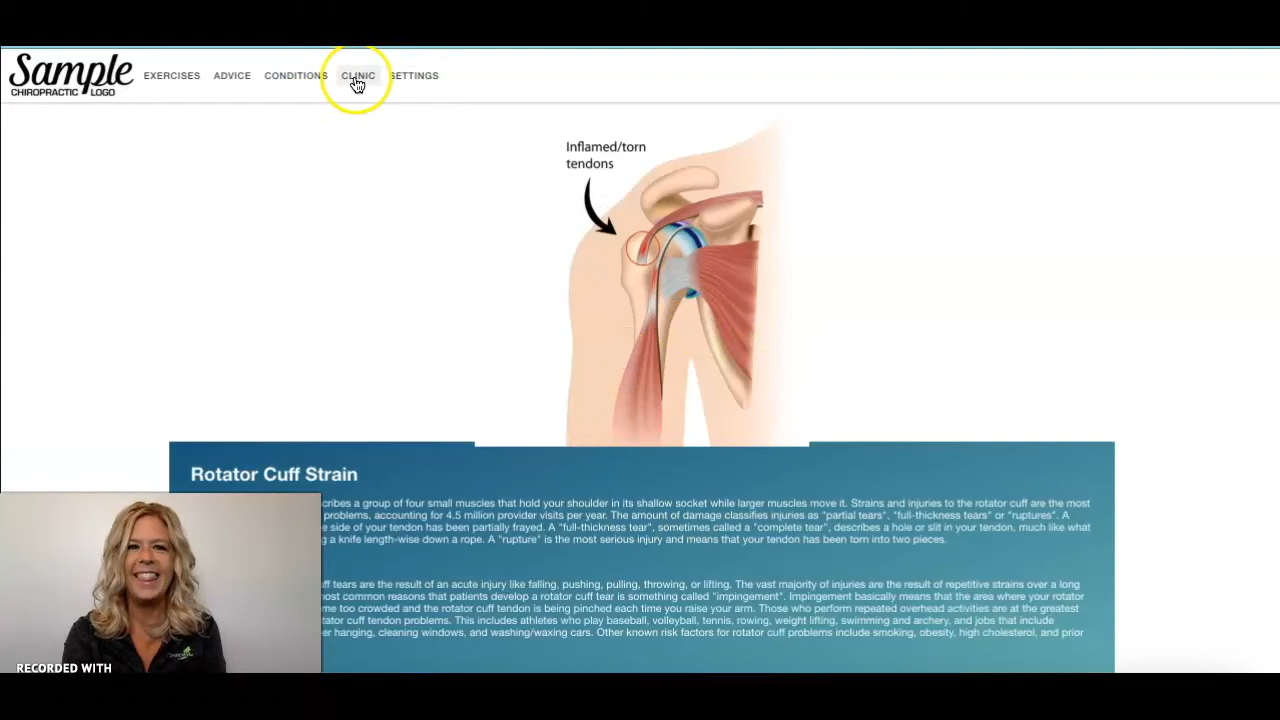 Sample
CHIROPRACTIC LOGO
EXERCISES ADVICE CONDITIONS CLINIC SETTINGS
Inflamed/torn
tendons
Rotator Cuff Strain
cribes a group of four small muscles that hold your shoulder in its shallow socket while larger muscles move it. Strains and injuries to the rotator cuff are the most
problems, accounting for 4.5 million provider visits per year. The amount of damage classifies injuries as "partial tears", "full-thickness tears" or "ruptures". A
e side of your tendon has been partially frayed. A "full-thickness tear", sometimes called a "complete tear", describes a hole or slit in your tendon, much like what
g a knife length-wise down a rope. A "rupture" is the most serious injury and means that your tendon has been torn into two pieces.
ff tears are the result of an acute injury like falling, pushing, pulling, throwing, or lifting. The vast majority of injuries are the result of repetitive strains over a long
most common reasons that patients develop a rotator cuff tear is something called "impingement". Impingement basically means that the area where your rotator
me too crowded and the rotator cuff tendon is being pinched each time you raise your arm. Those who perform repeated overhead activities are at the greatest
tator cuff tendon problems. This includes athletes who play baseball, volleyball, tennis, rowing, weight lifting, swimming and archery, and jobs that include
er hanging, cleaning windows, and washing/waxing cars. Other known risk factors for rotator cuff problems include smoking, obesity, high cholesterol, and prior
RECORDED WITH